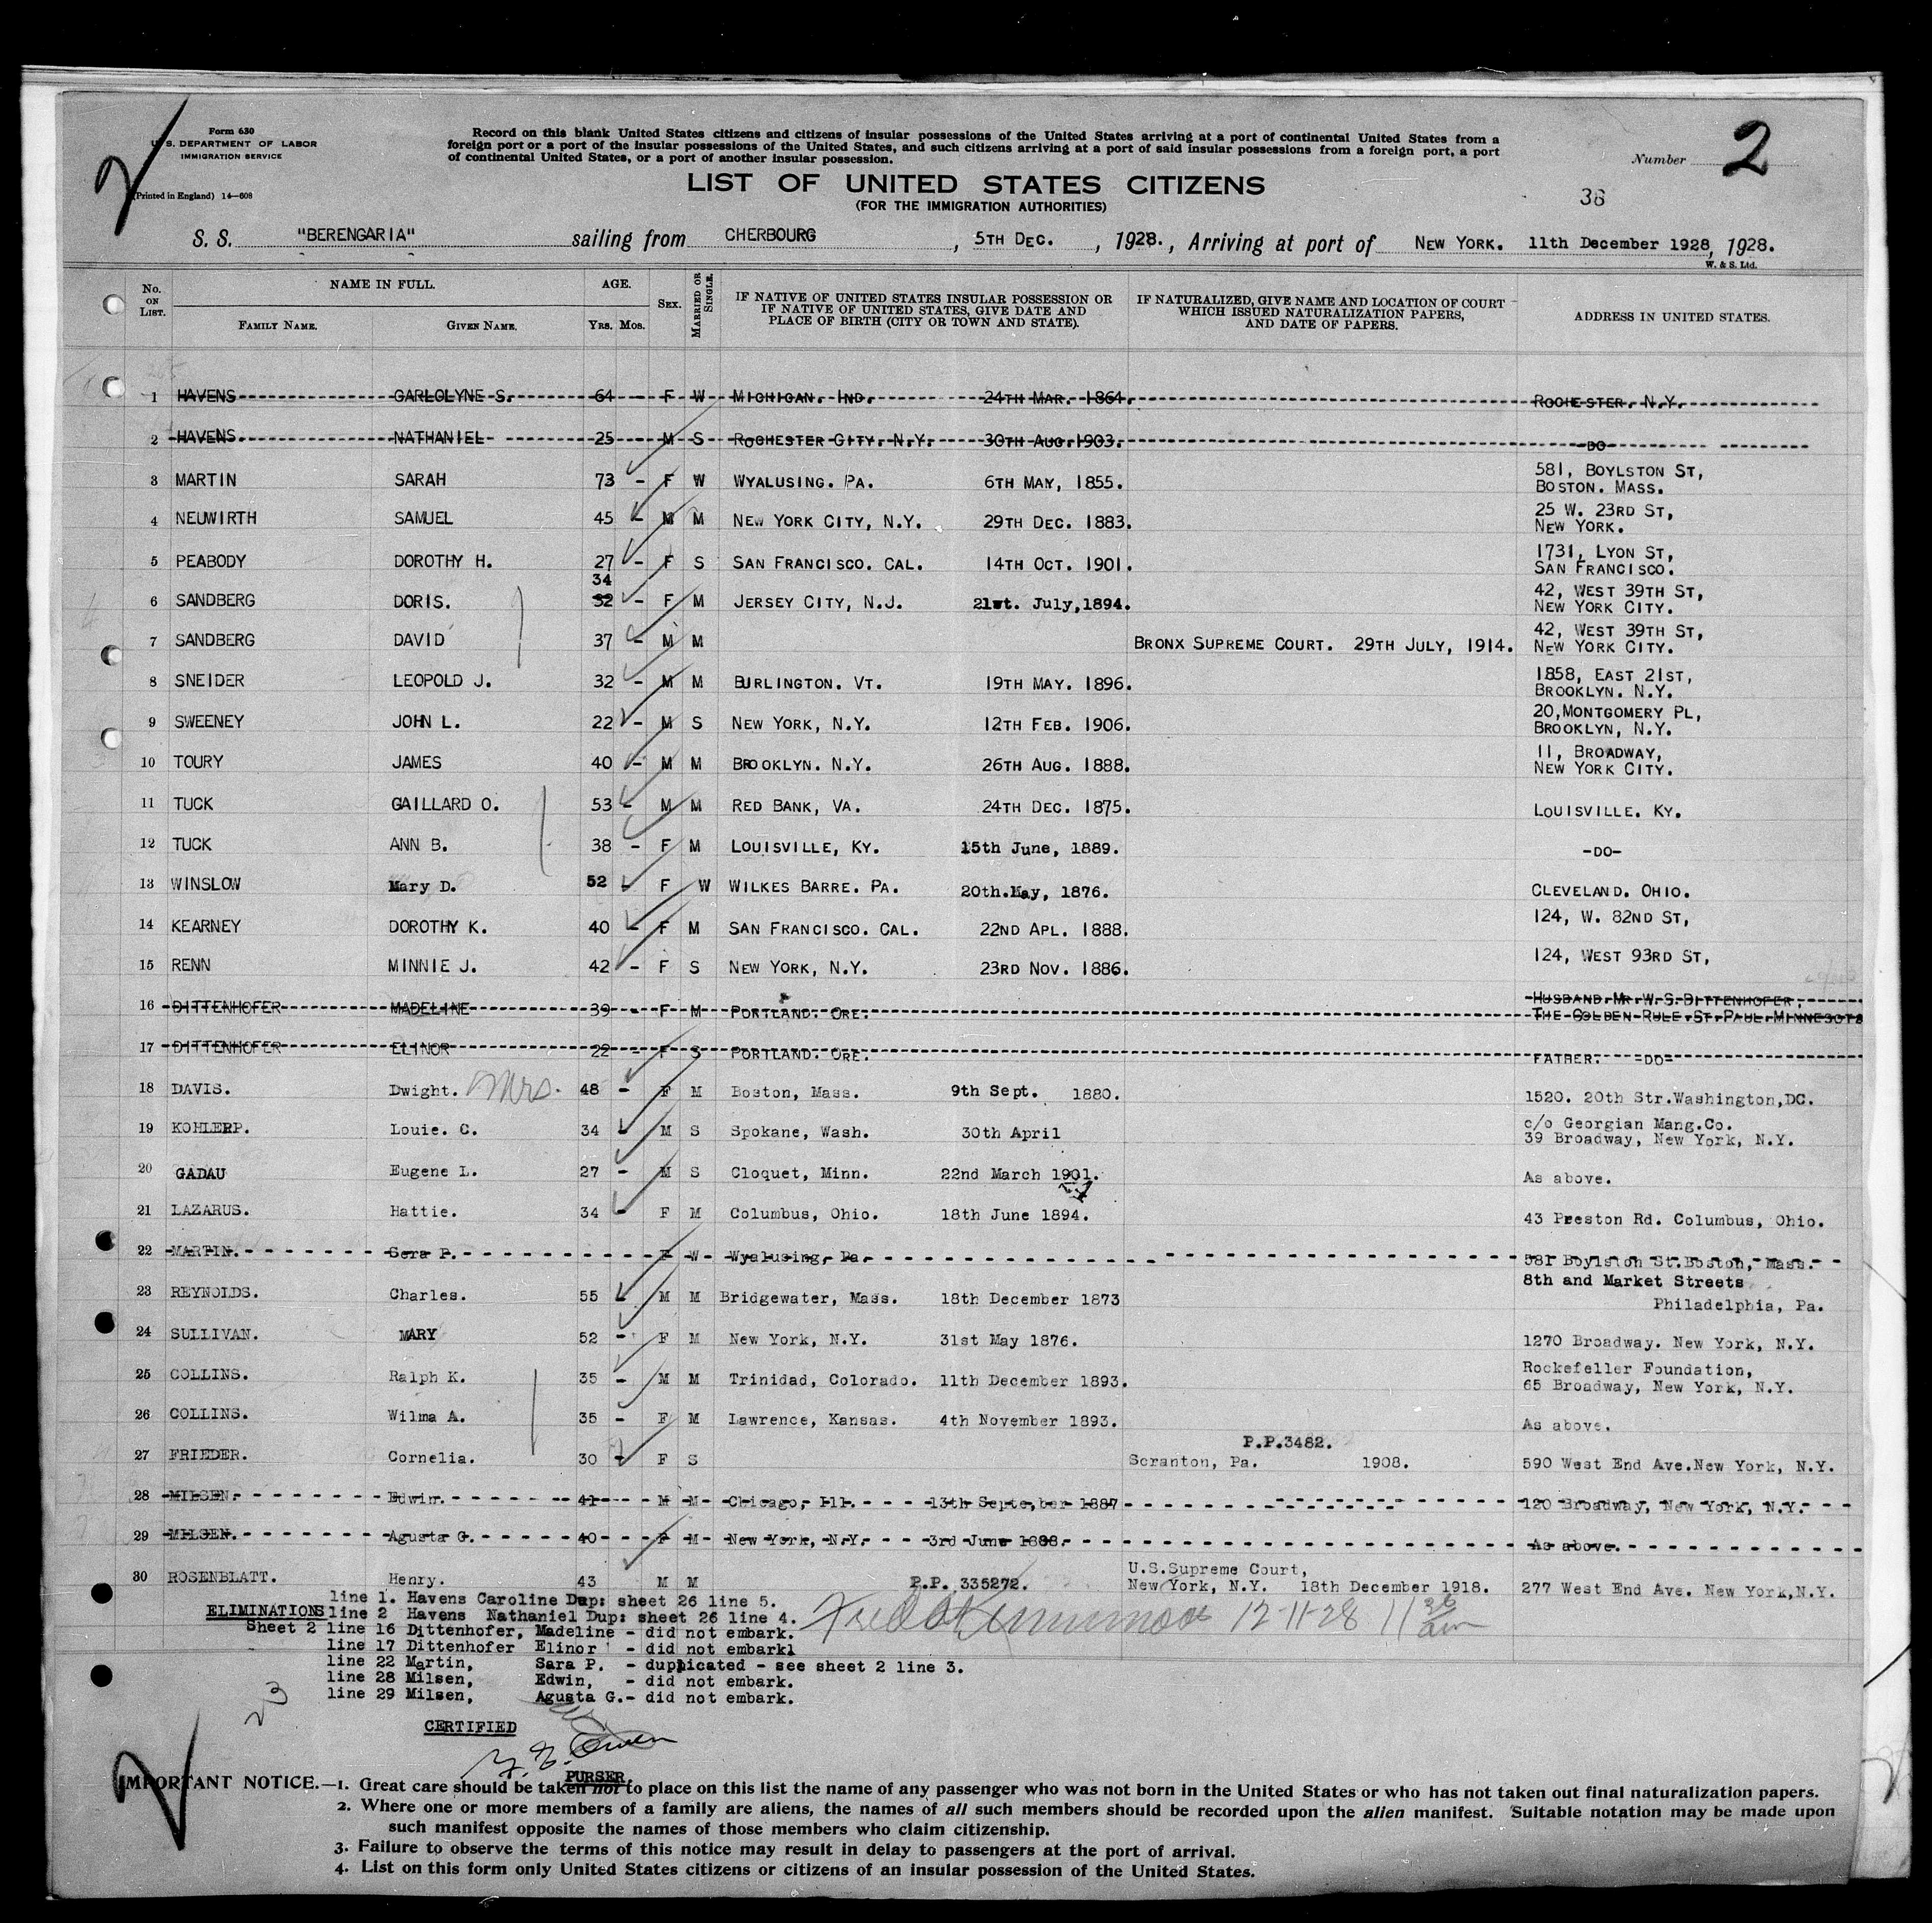 Form 630
U. S. DEPARTMENT OF LABOR
IMMIGRATION SERVICE
(Printed in England) 14—608
Record on this blank United States citizens and citizens of insular possessions of the United States arriving at a port of continental United States from a
foreign port or a port of the insular possessions of the United States, and such citizens arriving at a port of said insular possessions from a foreign port, a port
of continental United States, or a port of another insular possession.
Number 2
LIST OF UNITED STATES CITIZENS
(FOR THE IMMIGRATION AUTHORITIES)
36
S. S. "BERENGARIA" sailing from CHERBOURG, 5TH DEC., 1928., Arriving at port of NEW YORK. 11th December 1928, 1928.
W. & S. Ltd.
No. ON LIST. NAME IN FULL. FAMILY NAME. GIVEN NAME. AGE. YRS. MOS. SEX. MARRIED OR SINGLE. IF NATIVE OF UNITED STATES INSULAR POSSESSION OR IF NATIVE OF UNITED STATES, GIVE DATE AND PLACE OF BIRTH (CITY OR TOWN AND STATE). IF NATURALIZED, GIVE NAME AND LOCATION OF COURT WHICH ISSUED NATURALIZATION PAPERS, AND DATE OF PAPERS. ADDRESS IN UNITED STATES.
1 HAVENS GARLOLYNE S. 64 - F W MICHIGAN. IND. 24TH MAR. 1864. ROCHESTER. N.Y.
2 HAVENS. NATHANIEL 25 M S ROCHESTER CITY. N.Y. 30TH AUG.1903. -DO-
3 MARTIN SARAH 73 - F W WYALUSING. PA. 6TH MAY, 1855. 581, BOYLSTON ST, BOSTON. MASS.
4 NEUWIRTH SAMUEL 45 - M M NEW YORK CITY, N.Y. 29TH DEC. 1883. 25 W. 23RD ST, NEW YORK.
5 PEABODY DOROTHY H. 27 - F S SAN FRANCISCO. CAL. 14TH OCT. 1901. 1731, LYON ST, SAN FRANCISCO.
34
6 SANDBERG DORIS. 32 - F M JERSEY CITY, N.J. 21st. July,1894. 42, WEST 39TH ST, NEW YORK CITY.
7 SANDBERG DAVID 37 - M M BRONX SUPREME COURT. 29TH JULY, 1914. 42, WEST 39TH ST, NEW YORK CITY.
8 SNEIDER LEOPOLD J. 32 - M M BURLINGTON. VT. 19TH MAY. 1896. 1858, EAST 21ST, BROOKLYN. N.Y.
9 SWEENEY JOHN L. 22 - M S NEW YORK, N.Y. 12TH FEB. 1906. 20,MONTGOMERY PL, BROOKLYN, N.Y.
10 TOURY JAMES 40 - M M BROOKLYN. N.Y. 26TH AUG. 1888. 11, BROADWAY, NEW YORK CITY.
11 TUCK GAILLARD O. 53 - M M RED BANK, VA. 24TH DEC. 1875. LOUISVILLE. KY.
12 TUCK ANN B. 38 - F M LOUISVILLE, KY. 15th June, 1889. -DO-
13 WINSLOW Mary D. 52 - F W WILKES BARRE. PA. 20th.May, 1876. CLEVELAND. OHIO.
14 KEARNEY DOROTHY K. 40 - F M SAN FRANCISCO. CAL. 22ND APL. 1888. 124, W. 82ND ST,
15 RENN MINNIE J. 42 - F S NEW YORK, N.Y. 23RD NOV. 1886. 124, WEST 93RD ST,
16 DITTENHOFER MADELINE 39 - F M PORTLAND. ORE. HUSBAND.MR.W.S.DITTENHOFER, THE GOLDEN RULE.ST.PAUL.MINNESOTA
17 DITTENHOFER ELINOR 22 - F S PORTLAND. ORE. FATHER. -DO-
18 DAVIS. Dwight. Mrs. 48 - F M Boston, Mass. 9th Sept. 1880. 1520. 20th Str.Washington,DC.
19 KOHLERP. Louie. C. 34 - M S Spokane, Wash. 30th April c/o Georgian Mang.Co. 39 Broadway, New York, N.Y.
20 GADAU Eugene L. 27 - M S Cloquet, Minn. 22nd March 1901. As above.
21 LAZARUS. Hattie. 34 - F M Columbus, Ohio. 18th June 1894. 43 Preston Rd. Columbus, Ohio.
22 MARTIN. Sera P. F W Wyalusing, Pa. 581 Boylston St.Boston, Mass.
23 REYNOLDS. Charles. 55 - M M Bridgewater, Mass. 18th December 1873 8th and Market Streets Philadelphia, Pa.
24 SULLIVAN. MARY 52 - F M New York, N.Y. 31st May 1876. 1270 Broadway. New York, N.Y.
25 COLLINS. Ralph K. 35 - M M Trinidad, Colorado. 11th December 1893. Rockefeller Foundation, 65 Broadway, New York, N.Y.
26 COLLINS. Wilma A. 35 - F M Lawrence, Kansas. 4th November 1893. As above.
P.P.3482.
27 FRIEDER. Cornelia. 30 - F S Scranton, Pa. 1908. 590 West End Ave.New York, N.Y.
28 MILSEN. Edwin. 41 M M Chicago, Ill. 13th Septe,ber 1887 120 Broadway, New York, N.Y.
29 MILSEN. Agusta G. 40 F M New York, N.Y. 3rd June 1888. As above.
30 ROSENBLATT. Henry. 43 M M P.P. 335272. U.S.Supreme Court, New York, N.Y. 18th December 1918. 277 West End Ave. New York,N.Y.
line 1. Havens Caroline Dup: sheet 26 line 5.
ELIMINATIONS line 2 Havens Nathaniel Dup: sheet 26 line 4.
12-11-28 11
Sheet 2 line 16 Dittenhofer, Madeline - did not embark.
line 17 Dittenhofer Elinor - did not embarkl
line 22 Martin, Sara P. - duplicated - see sheet 2 line 3.
line 28 Milsen, Edwin, - did not embark.
line 29 Milsen, Agusta G.- did not embark.
23
CERTIFIED
PURSER
IMPORTANT NOTICE.—1. Great care should be taken not to place on this list the name of any passenger who was not born in the United States or who has not taken out final naturalization papers.
2. Where one or more members of a family are aliens, the names of all such members should be recorded upon the alien manifest. Suitable notation may be made upon
such manifest opposite the names of those members who claim citizenship.
3. Failure to observe the terms of this notice may result in delay to passengers at the port of arrival.
4. List on this form only United States citizens or citizens of an insular possession of the United States.